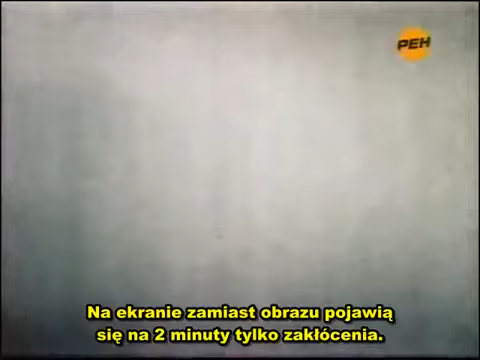 РЕН
Na ekranie zamiast obrazu pojawią
się na 2 minuty tylko zakłócenia.